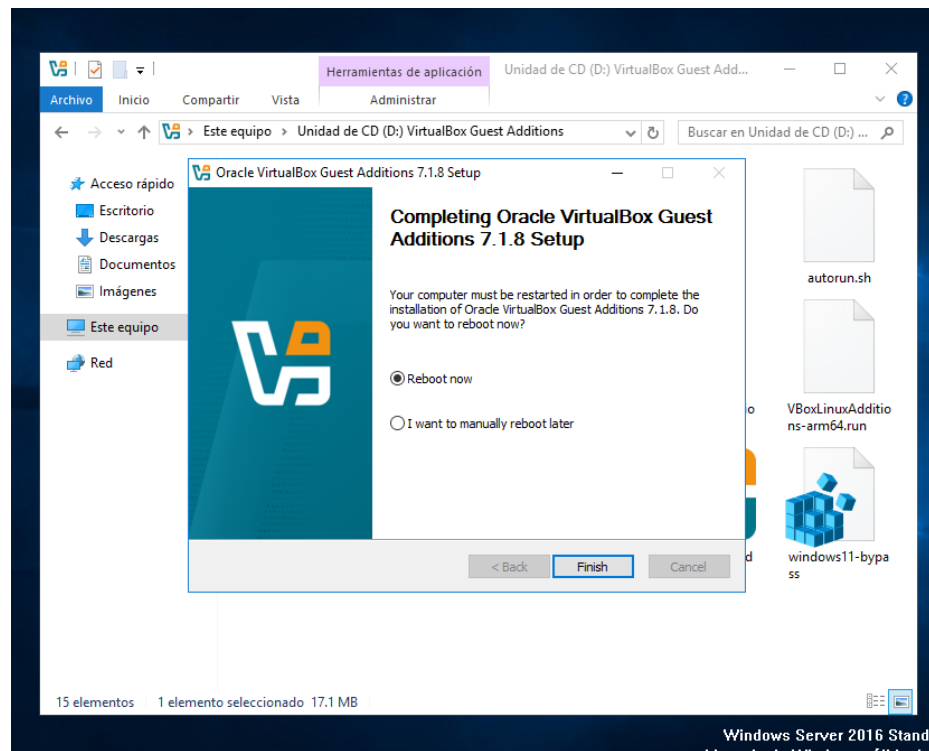 Herramientas de aplicación Unidad de CD (D:) VirtualBox Guest Add...
Archivo Inicio Compartir Vista Administrar
Este equipo > Unidad de CD (D:) VirtualBox Guest Additions Buscar en Unidad de CD (D:) ...
Acceso rápido
Escritorio
Descargas
Documentos
Imágenes
Este equipo
Red
Oracle VirtualBox Guest Additions 7.1.8 Setup
Completing Oracle VirtualBox Guest
Additions 7.1.8 Setup
Your computer must be restarted in order to complete the
installation of Oracle VirtualBox Guest Additions 7.1.8. Do
you want to reboot now?
Reboot now
I want to manually reboot later
< Back Finish Cancel
autorun.sh
VBoxLinuxAdditio
ns-arm64.run
windows11-bypa
ss
15 elementos 1 elemento seleccionado 17.1 MB
Windows Server 2016 Stand